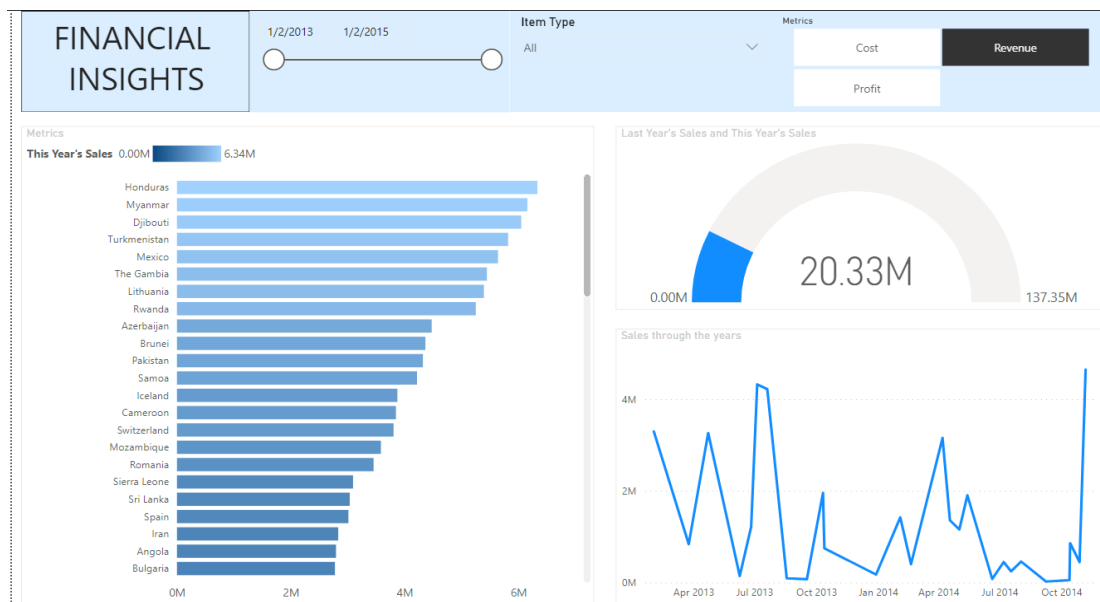 FINANCIAL
INSIGHTS
1/2/2013 1/2/2015
Item Type
All
Metrics
Cost
Revenue
Profit
Metrics
This Year's Sales 0.00M 6.34M
Honduras
Myanmar
Djibouti
Turkmenistan
Mexico
The Gambia
Lithuania
Rwanda
Azerbaijan
Brunei
Pakistan
Samoa
Iceland
Cameroon
Switzerland
Mozambique
Romania
Sierra Leone
Sri Lanka
Spain
Iran
Angola
Bulgaria
0M 2M 4M 6M
Last Year's Sales and This Year's Sales
20.33M
0.00M 137.35M
Sales through the years
4M
2M
0M
Apr 2013 Jul 2013 Oct 2013 Jan 2014 Apr 2014 Jul 2014 Oct 2014